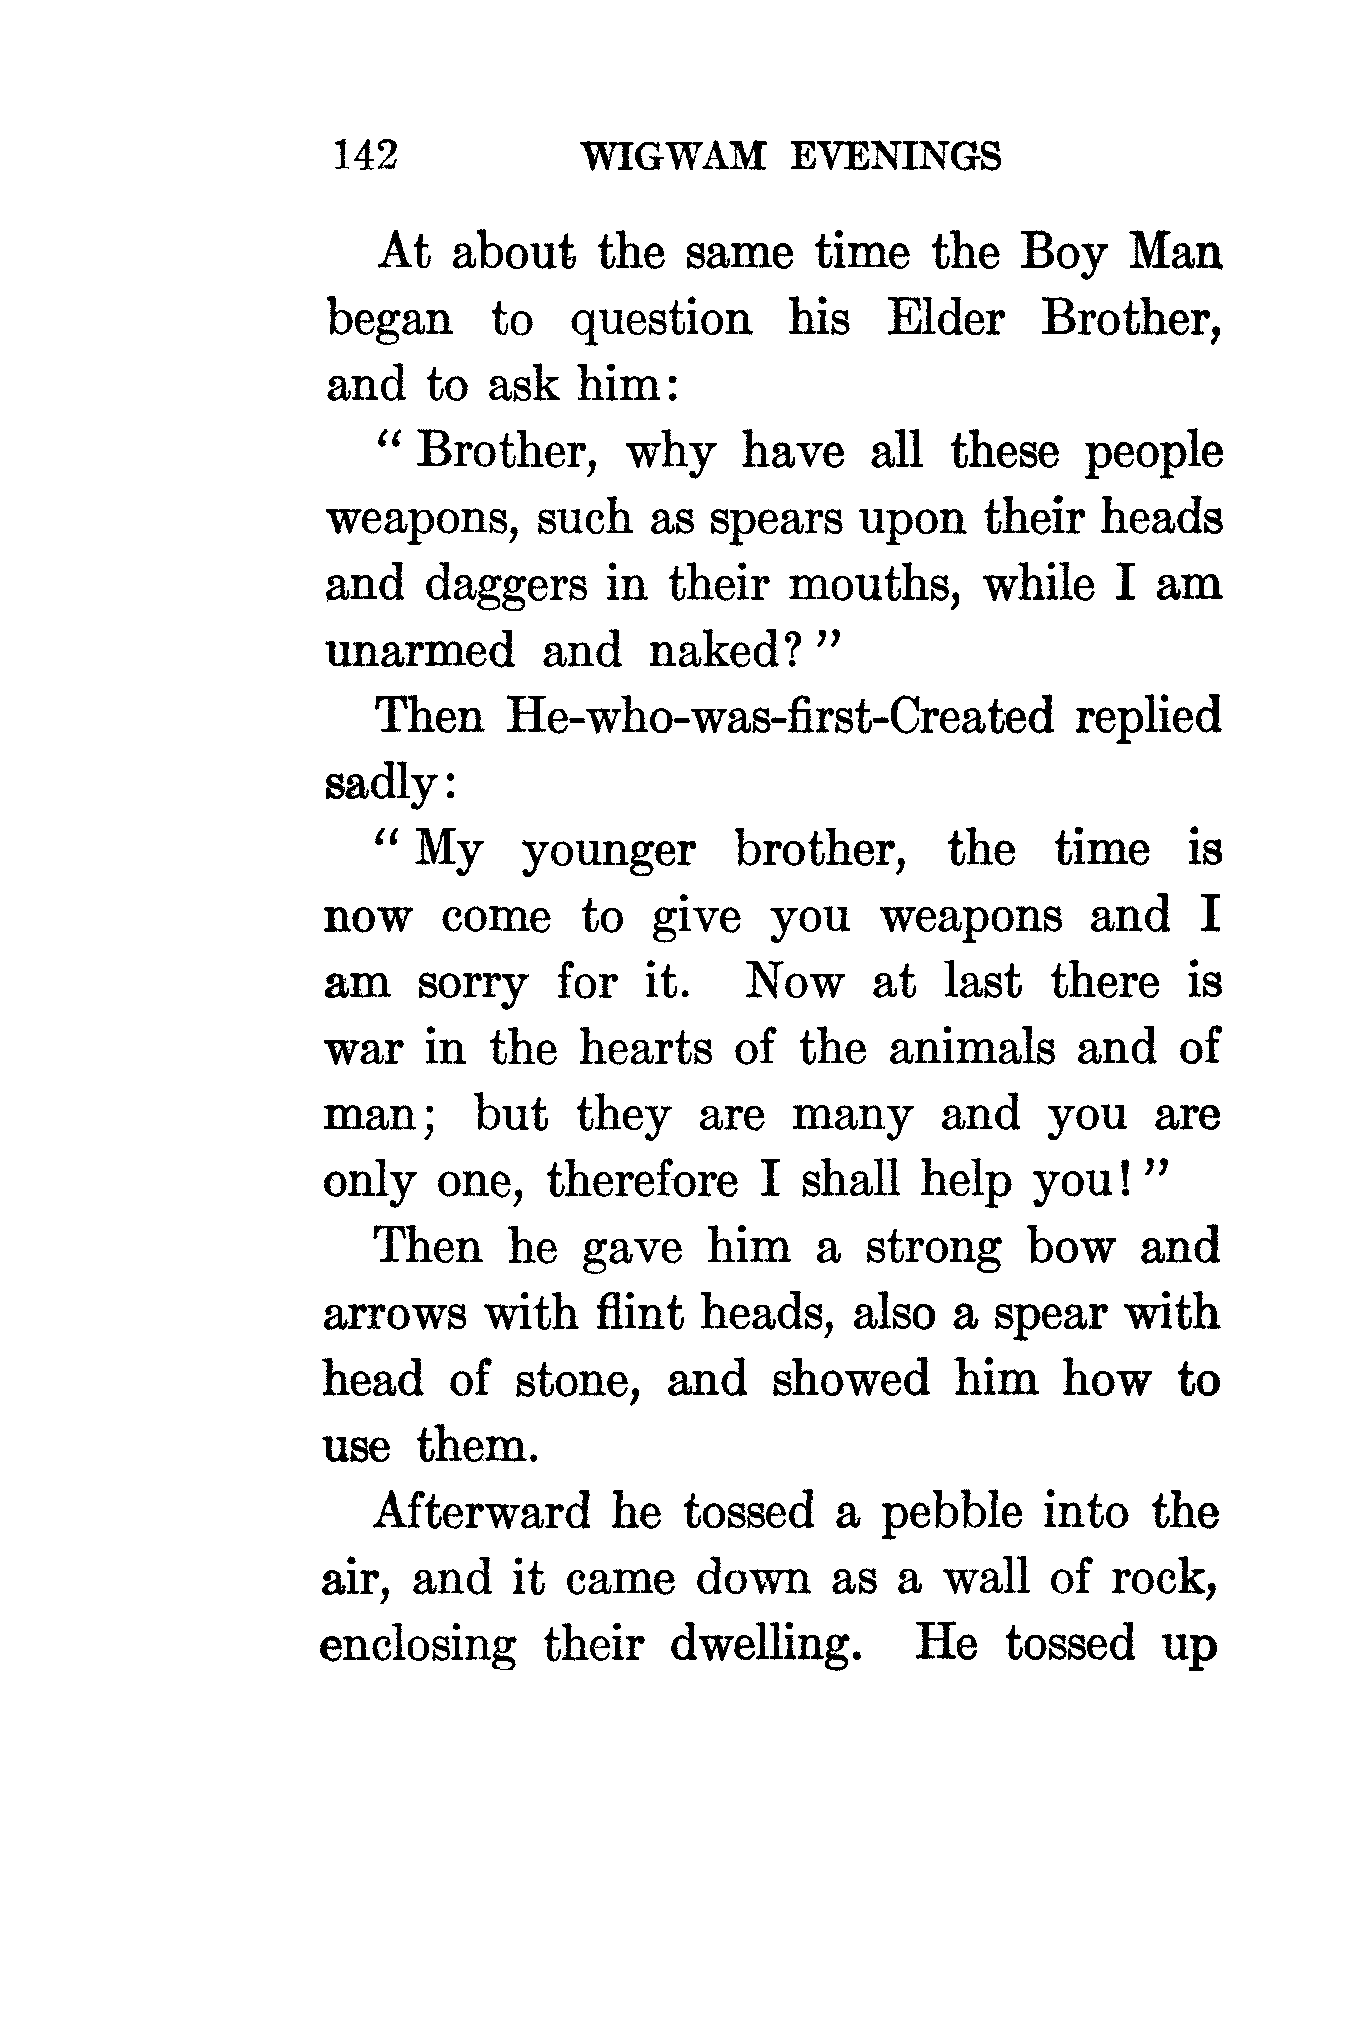 142 WIGWAM EVENINGS
At about the same time the Boy Man
began to question his Elder Brother,
and to ask him:
“ Brother, why have all these people
weapons, such as spears upon their heads
and daggers in their mouths, while I am
unarmed and naked? ”
Then He-who-was-first-Created replied
sadly:
“ My younger brother, the time is
now come to give you weapons and I
am sorry for it. Now at last there is
war in the hearts of the animals and of
man; but they are many and you are
only one, therefore I shall help you! ”
Then he gave him a strong bow and
arrows with flint heads, also a spear with
head of stone, and showed him how to
use them.
Afterward he tossed a pebble into the
air, and it came down as a wall of rock,
enclosing their dwelling. He tossed up